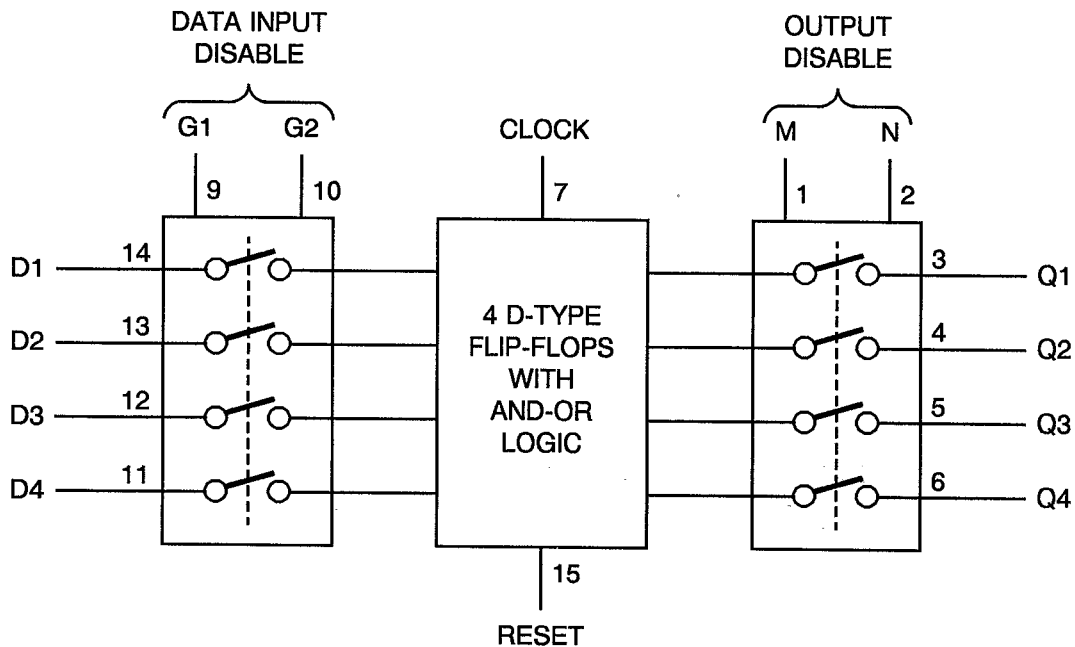 DATA INPUT
DISABLE
OUTPUT
DISABLE
G1 G2
CLOCK
M N
9 10
7
1 2
D1 14
3 Q1
D2 13
4 Q2
D3 12
5 Q3
D4 11
6 Q4
4 D-TYPE
FLIP-FLOPS
WITH
AND-OR
LOGIC
15
RESET